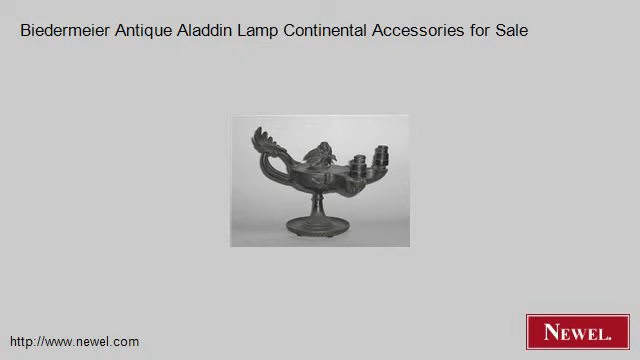 Biedermeier Antique Aladdin Lamp Continental Accessories for Sale
http://www.newel.com
NEWEL.